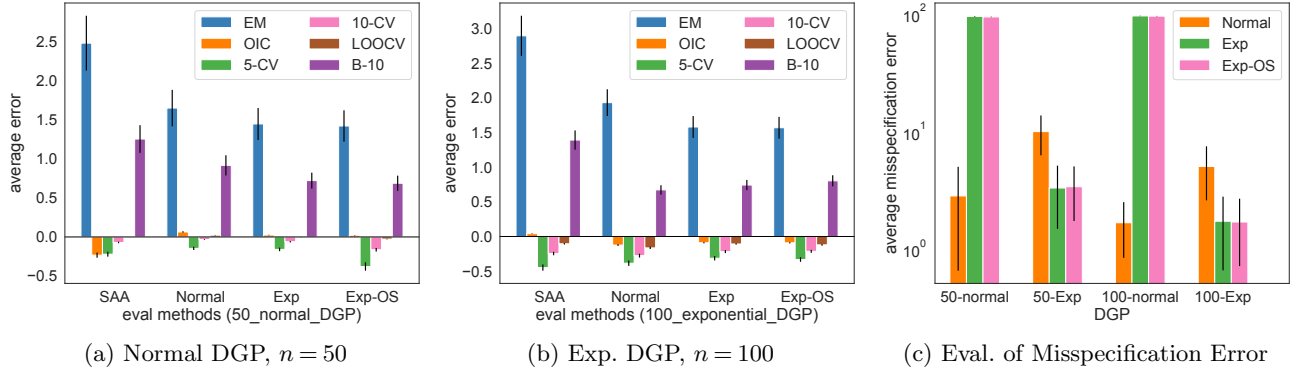 EM
OIC
5-CV
10-CV
LOOCV
B-10
average error
2.5
2.0
1.5
1.0
0.5
0.0
−0.5
SAA
Normal
Exp
Exp-OS
eval methods (50_normal_DGP)
(a) Normal DGP, n = 50
EM
OIC
5-CV
10-CV
LOOCV
B-10
average error
3.0
2.5
2.0
1.5
1.0
0.5
0.0
−0.5
SAA
Normal
Exp
Exp-OS
eval methods (100_exponential_DGP)
(b) Exp. DGP, n = 100
Normal
Exp
Exp-OS
average misspecification error
10²
10¹
10⁰
50-normal
50-Exp
100-normal
100-Exp
DGP
(c) Eval. of Misspecification Error